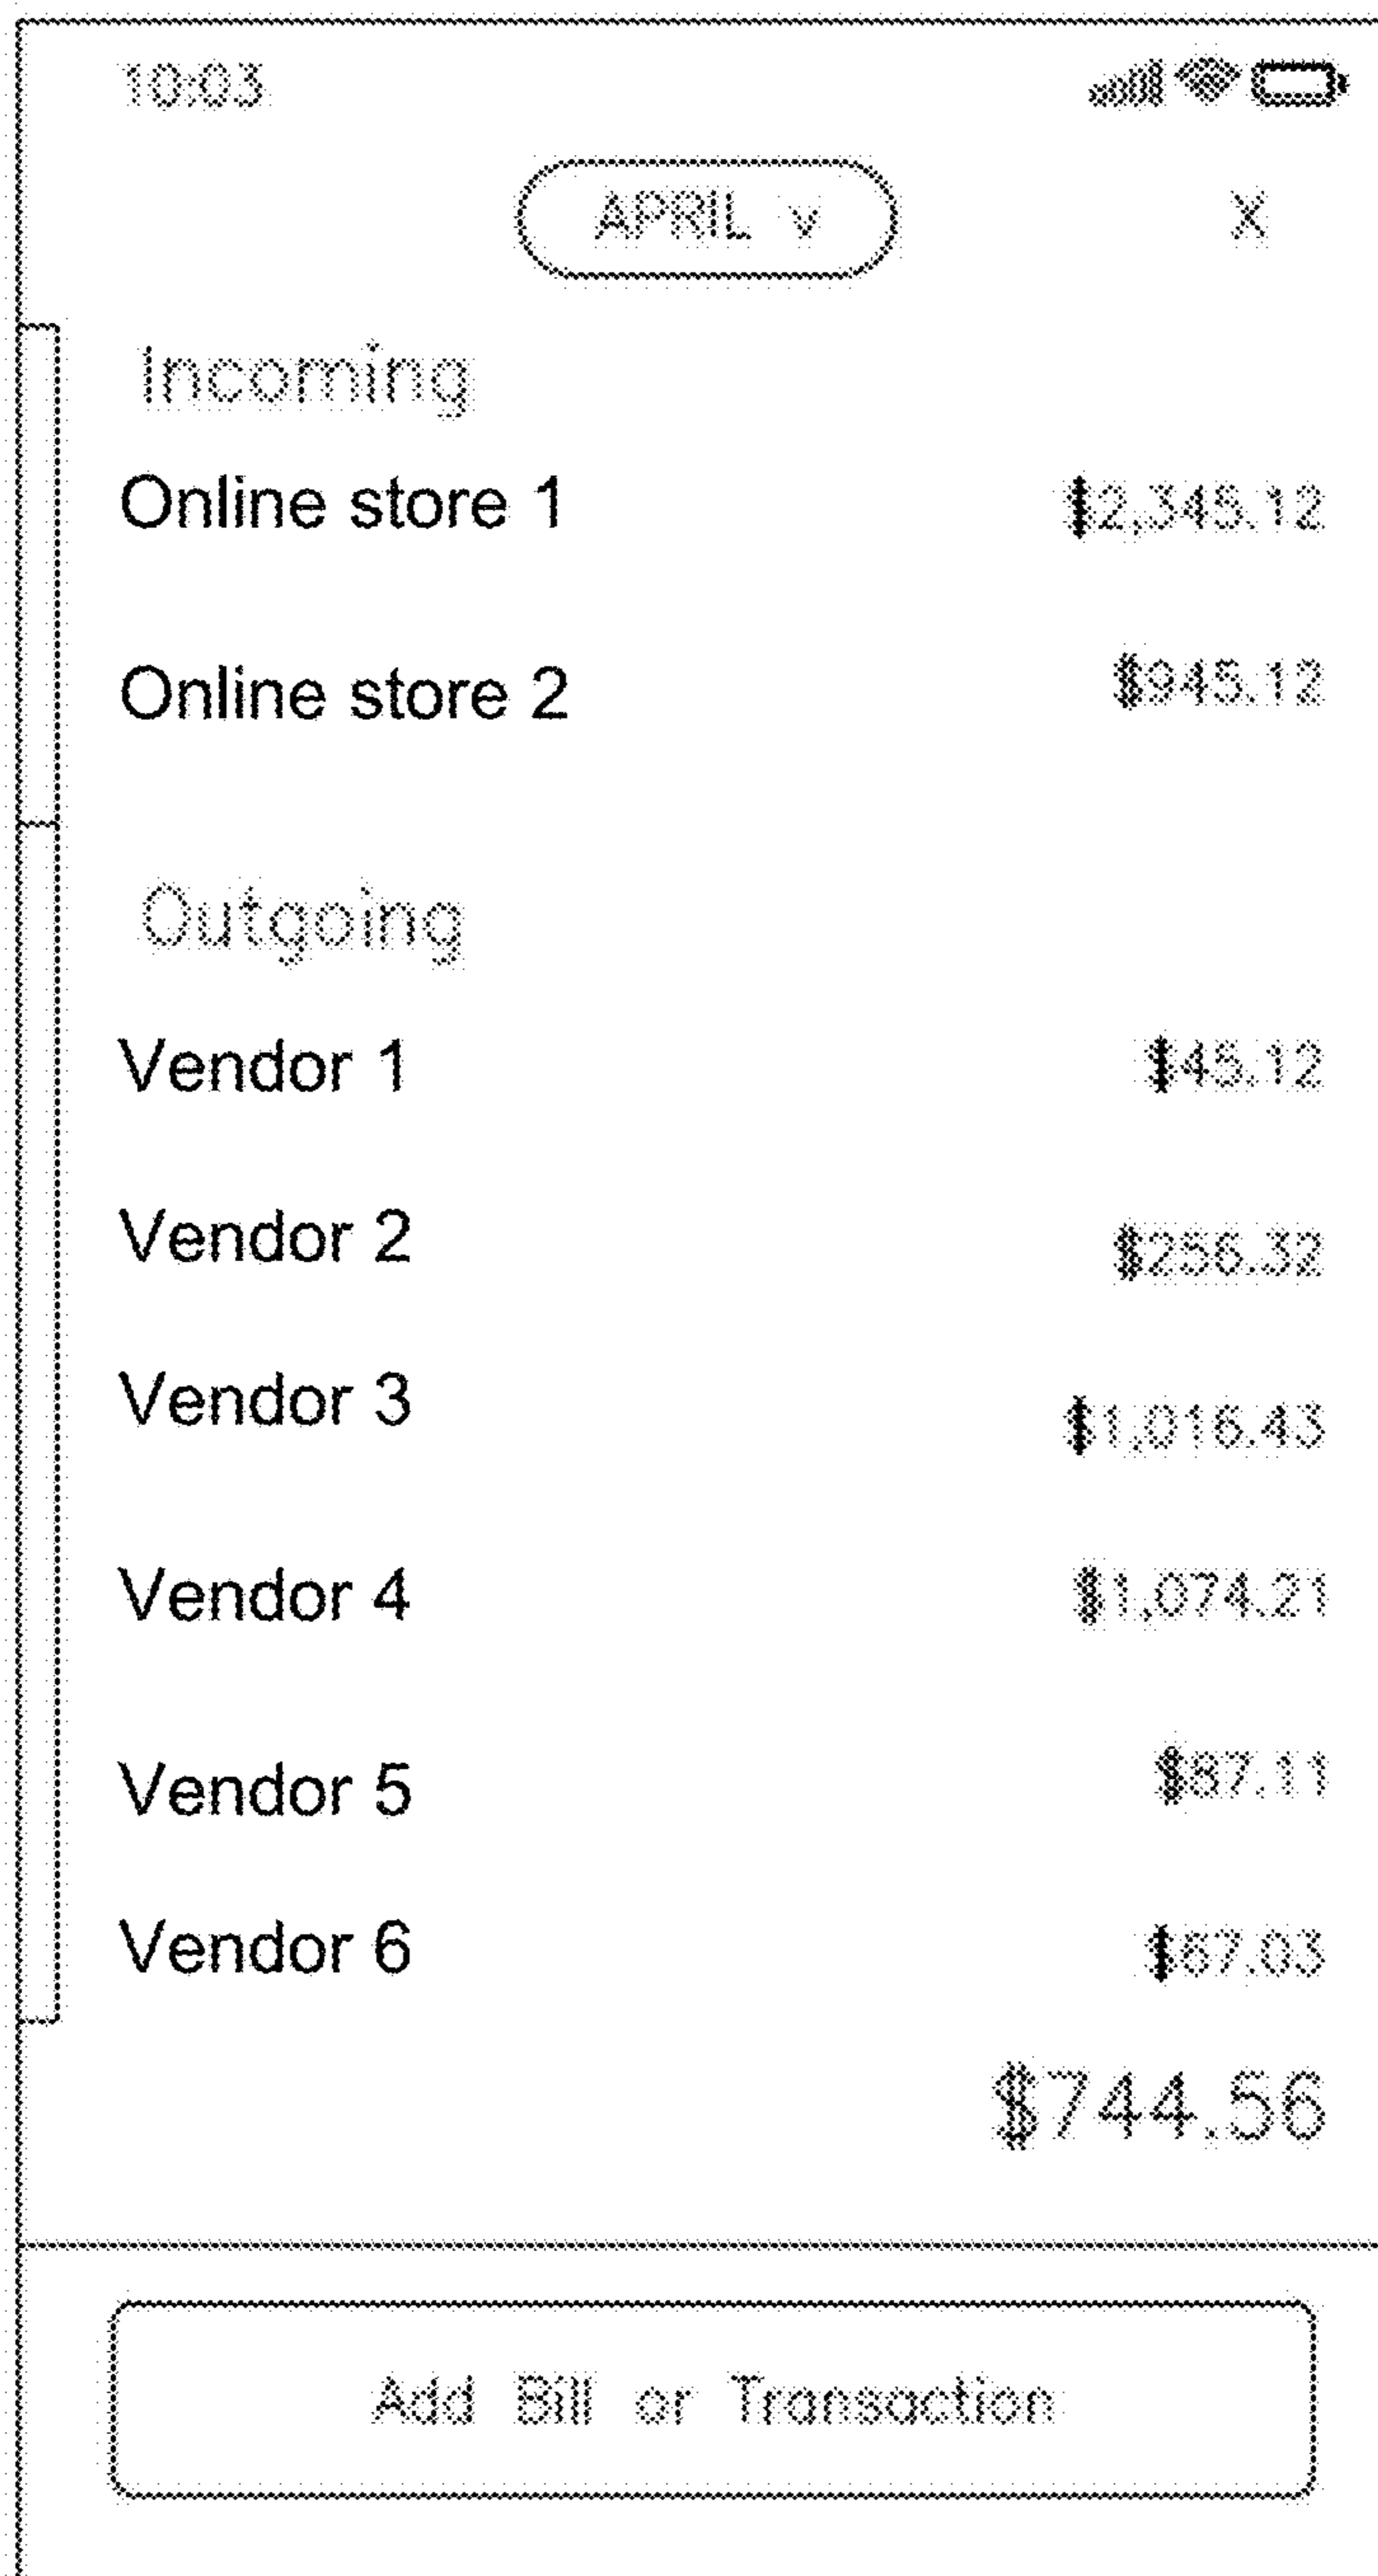 10:03
APRIL v X
Incoming
Online store 1 $2,345.12
Online store 2 $945.12
Outgoing
Vendor 1 $45.12
Vendor 2 $256.32
Vendor 3 $1,016.43
Vendor 4 $1,074.21
Vendor 5 $87.11
Vendor 6 $67.03
$744.56
Add Bill or Transaction